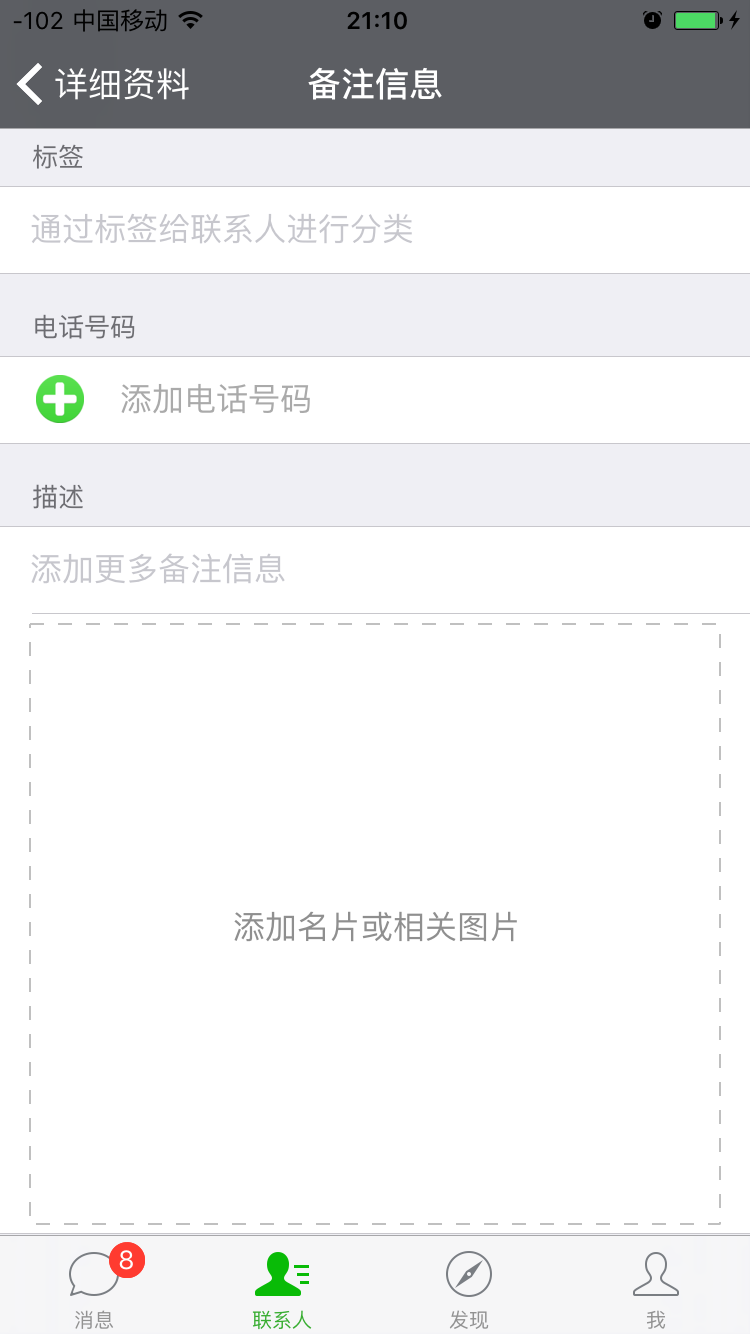 -102 中国移动 21:10
详细资料 备注信息
标签
通过标签给联系人进行分类
电话号码
添加电话号码
描述
添加更多备注信息
添加名片或相关图片
8
消息 联系人 发现 我